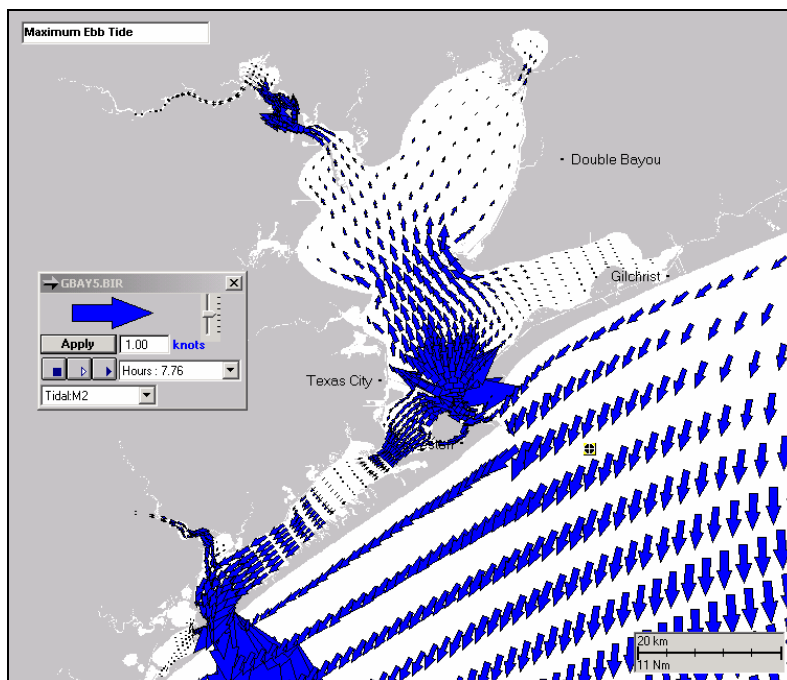 Maximum Ebb Tide
Double Bayou
Gilchrist
GBAY5.BIR
Apply 1.00 knots
Hours : 7.76
Tidal:M2
Texas City
20 km
11 Nm